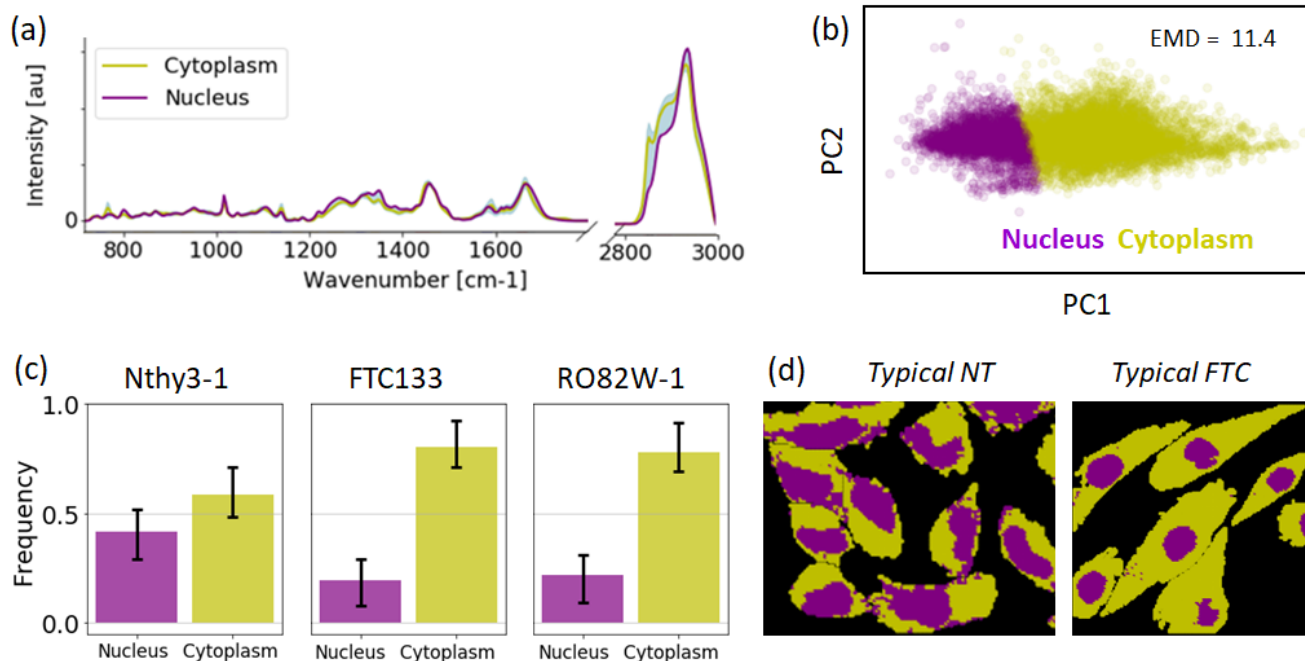 (a)
Cytoplasm
Nucleus
Intensity [au]
0
800 1000 1200 1400 1600 2800 3000
Wavenumber [cm-1]
(b)
EMD = 11.4
PC2
Nucleus Cytoplasm
PC1
(c)
Nthy3-1 FTC133 RO82W-1
Frequency
1.0
0.5
0.0
Nucleus Cytoplasm Nucleus Cytoplasm Nucleus Cytoplasm
(d)
Typical NT Typical FTC